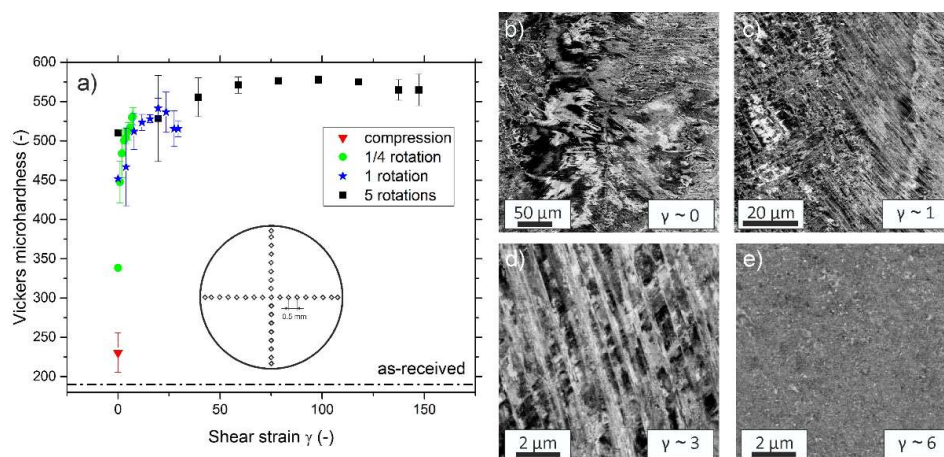 a)
600
550
500
450
400
350
300
250
200
Vickers microhardness (-)
compression
1/4 rotation
1 rotation
5 rotations
0.5 mm
as-received
0
50
100
150
Shear strain γ (-)
b)
50 µm
γ ~ 0
c)
20 µm
γ ~ 1
d)
2 µm
γ ~ 3
e)
2 µm
γ ~ 6